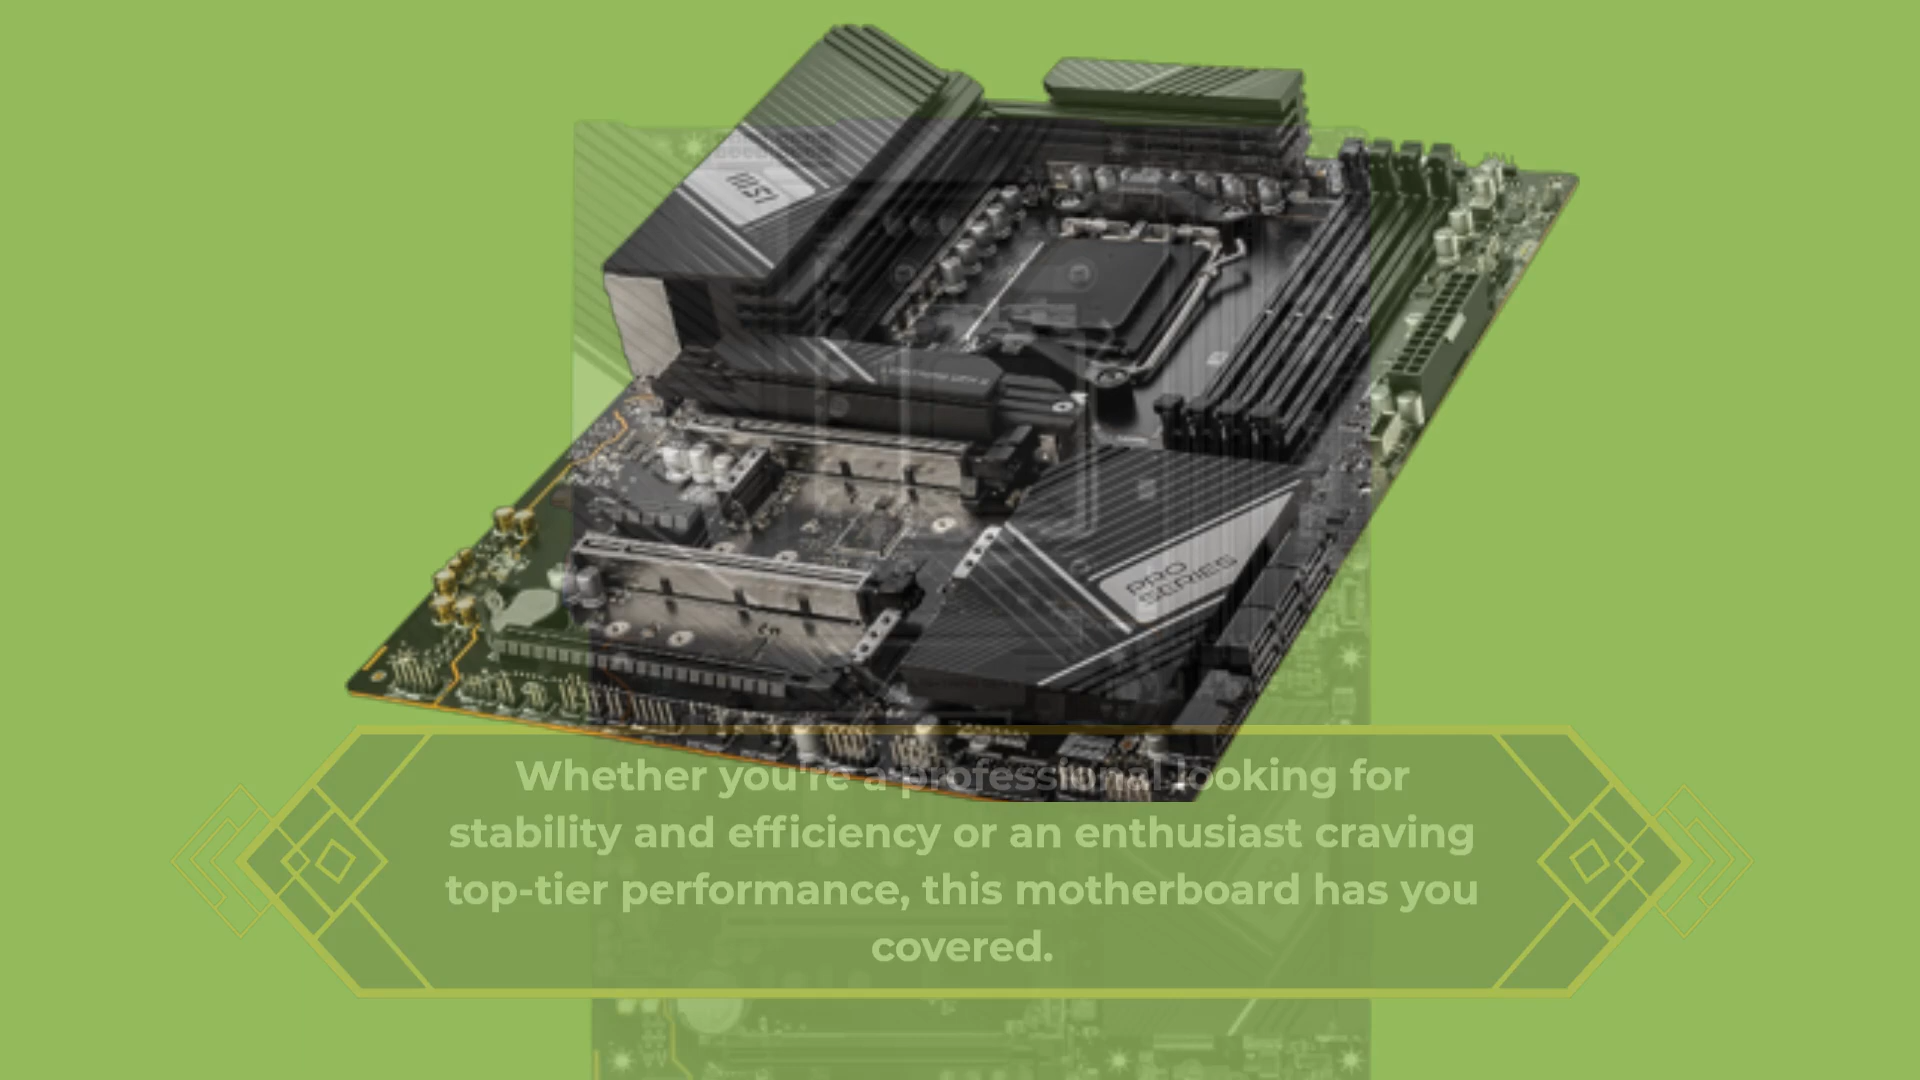 msi
PRO
SERIES
Whether you're a professional looking for
stability and efficiency or an enthusiast craving
top-tier performance, this motherboard has you
covered.